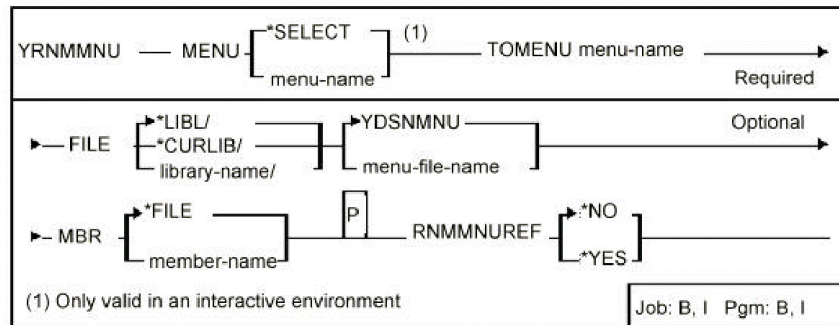 YRNMMNU MENU *SELECT (1) TOMENU menu-name
menu-name
Required
FILE *LIBL/ YDSNMNU Optional
*CURLIB/
library-name/ menu-file-name
MBR *FILE P RNMMNUREF *NO
member-name *YES
(1) Only valid in an interactive environment
Job: B, I Pgm: B, I